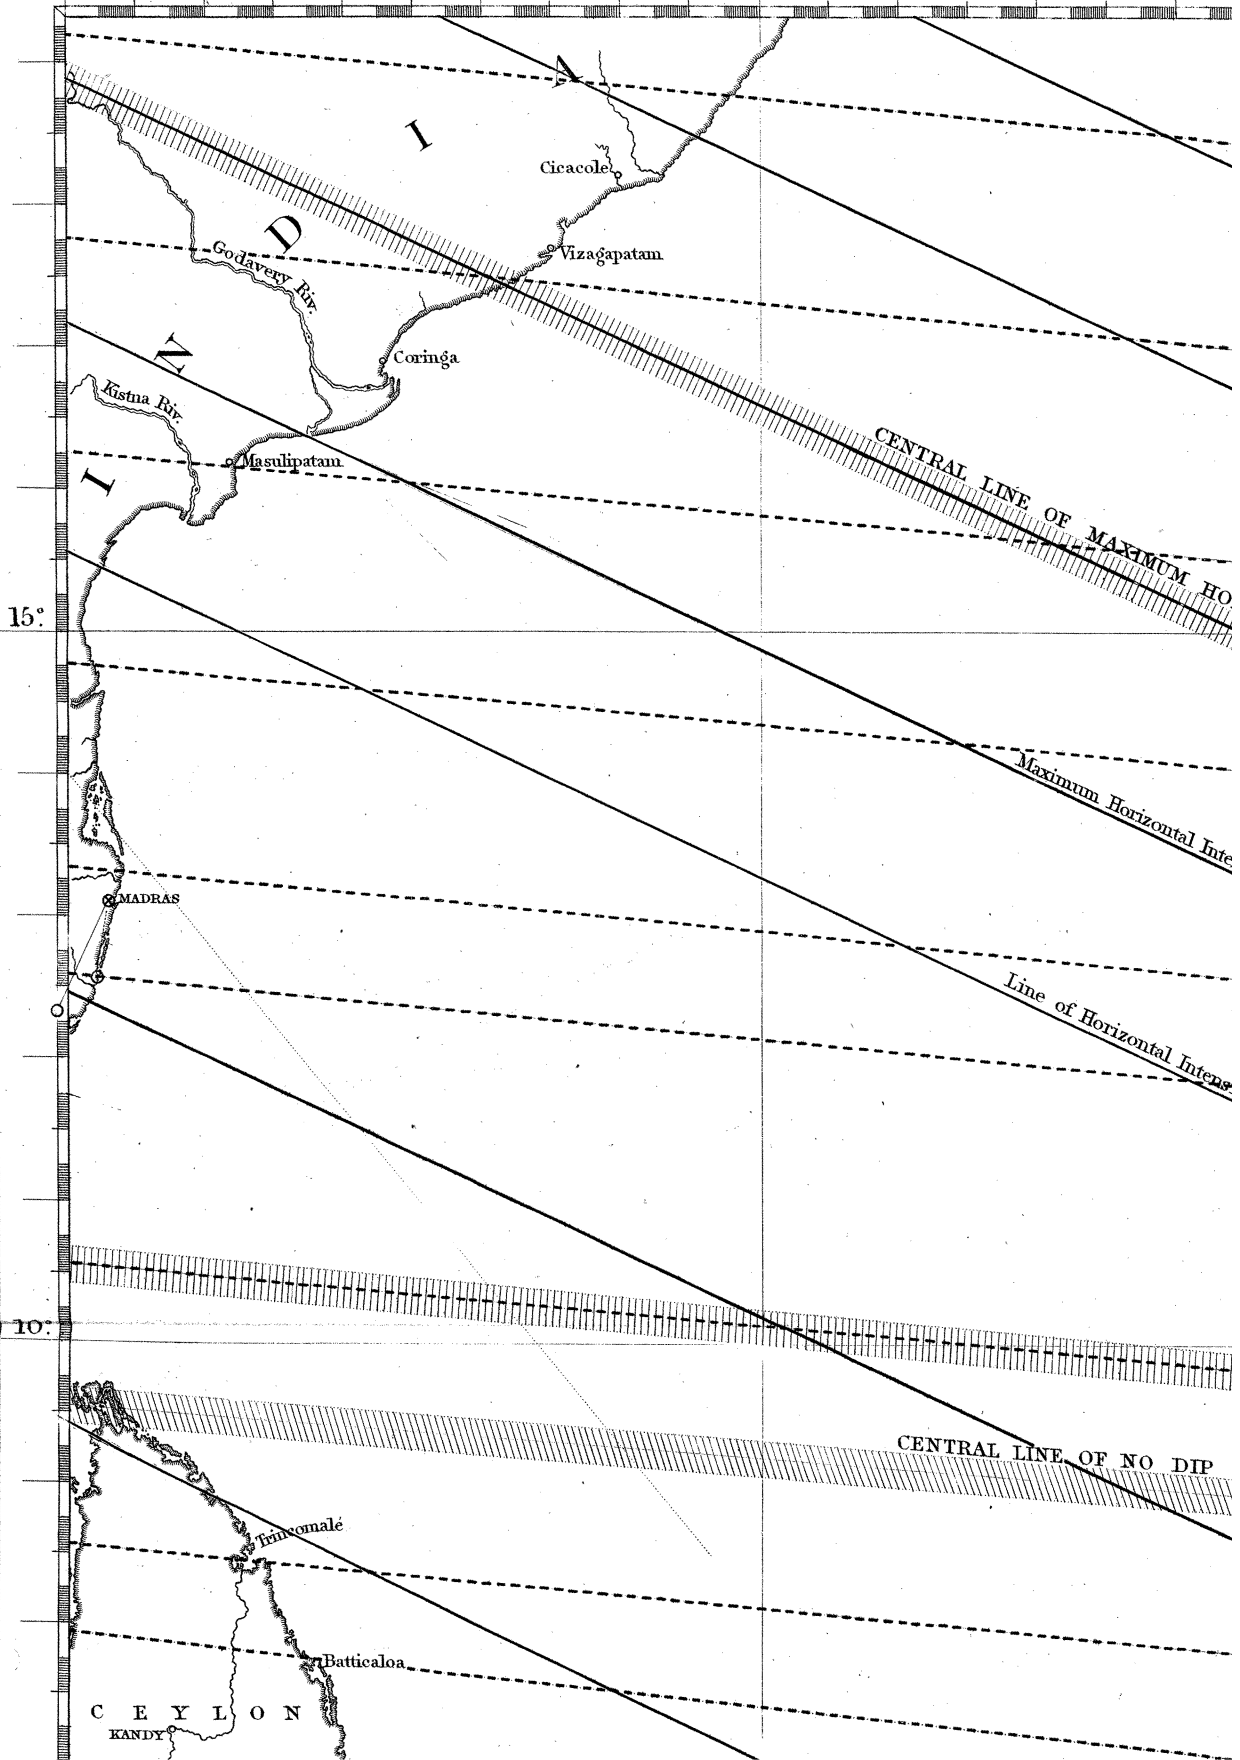 I N D I A
Cicacole
Vizagapatam
Godavery Riv.
Coringa
Kistna Riv.
Masulipatam
CENTRAL LINE OF MAXIMUM HO
15°.
Maximum Horizontal Inte
MADRAS
Line of Horizontal Intens
10°.
CENTRAL LINE OF NO DIP
Trincomalé
Batticaloa
CEYLON
KANDY